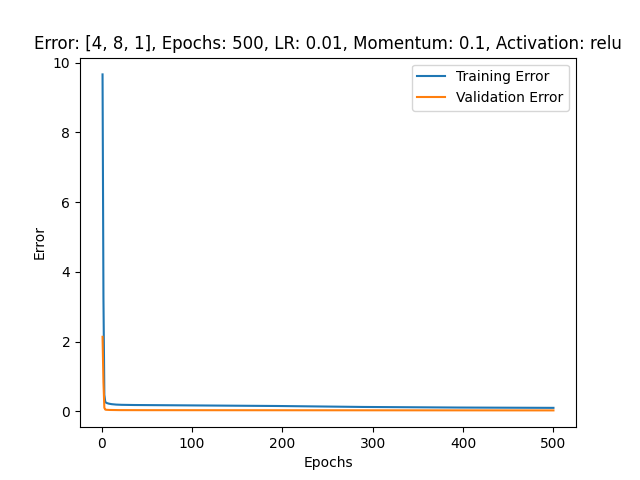 Error: [4, 8, 1], Epochs: 500, LR: 0.01, Momentum: 0.1, Activation: relu
Training Error
Validation Error
10
8
6
4
2
0
Error
0 100 200 300 400 500
Epochs